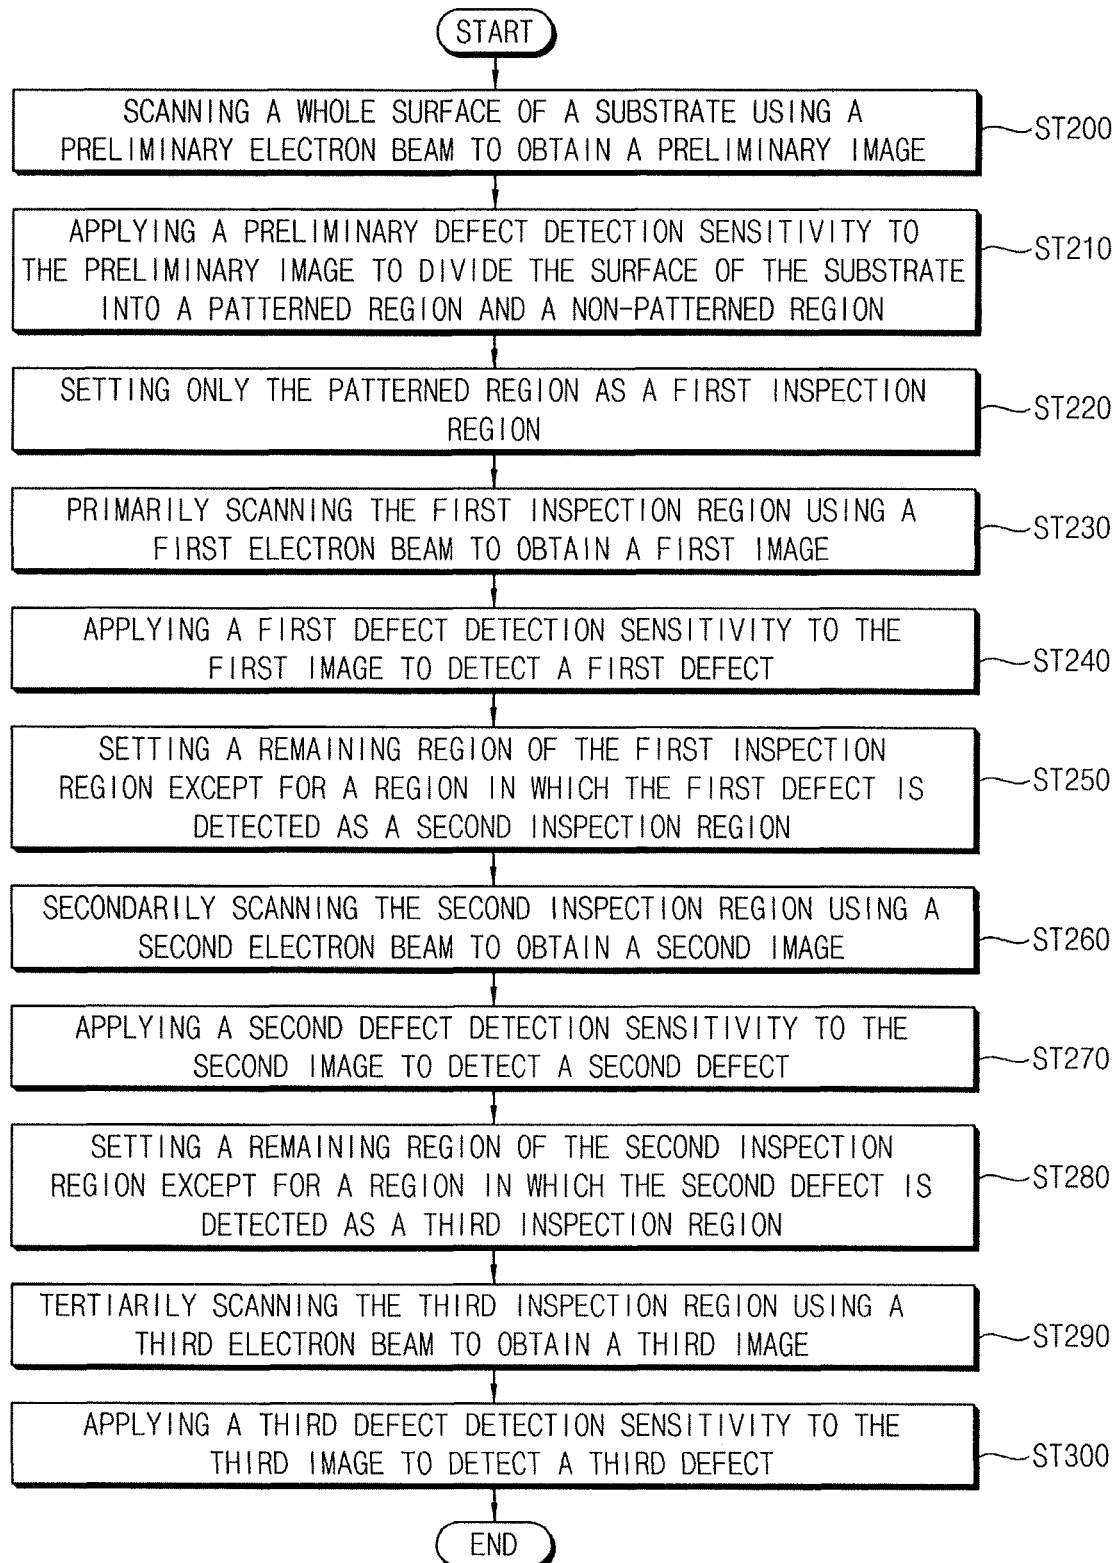 START
SCANNING A WHOLE SURFACE OF A SUBSTRATE USING A
PRELIMINARY ELECTRON BEAM TO OBTAIN A PRELIMINARY IMAGE
ST200
APPLYING A PRELIMINARY DEFECT DETECTION SENSITIVITY TO
THE PRELIMINARY IMAGE TO DIVIDE THE SURFACE OF THE SUBSTRATE
INTO A PATTERNED REGION AND A NON-PATTERNED REGION
ST210
SETTING ONLY THE PATTERNED REGION AS A FIRST INSPECTION
REGION
ST220
PRIMARILY SCANNING THE FIRST INSPECTION REGION USING A
FIRST ELECTRON BEAM TO OBTAIN A FIRST IMAGE
ST230
APPLYING A FIRST DEFECT DETECTION SENSITIVITY TO THE
FIRST IMAGE TO DETECT A FIRST DEFECT
ST240
SETTING A REMAINING REGION OF THE FIRST INSPECTION
REGION EXCEPT FOR A REGION IN WHICH THE FIRST DEFECT IS
DETECTED AS A SECOND INSPECTION REGION
ST250
SECONDARILY SCANNING THE SECOND INSPECTION REGION USING A
SECOND ELECTRON BEAM TO OBTAIN A SECOND IMAGE
ST260
APPLYING A SECOND DEFECT DETECTION SENSITIVITY TO THE
SECOND IMAGE TO DETECT A SECOND DEFECT
ST270
SETTING A REMAINING REGION OF THE SECOND INSPECTION
REGION EXCEPT FOR A REGION IN WHICH THE SECOND DEFECT IS
DETECTED AS A THIRD INSPECTION REGION
ST280
TERTIARILY SCANNING THE THIRD INSPECTION REGION USING A
THIRD ELECTRON BEAM TO OBTAIN A THIRD IMAGE
ST290
APPLYING A THIRD DEFECT DETECTION SENSITIVITY TO THE
THIRD IMAGE TO DETECT A THIRD DEFECT
ST300
END